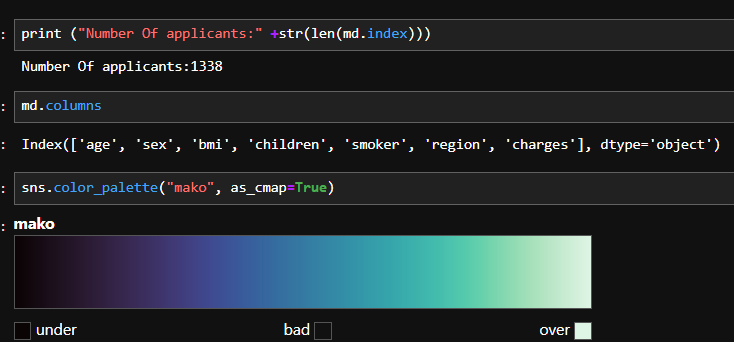 : print ("Number Of applicants:" +str(len(md.index)))
Number Of applicants:1338
: md.columns
: Index(['age', 'sex', 'bmi', 'children', 'smoker', 'region', 'charges'], dtype='object')
: sns.color_palette("mako", as_cmap=True)
: mako
under bad over